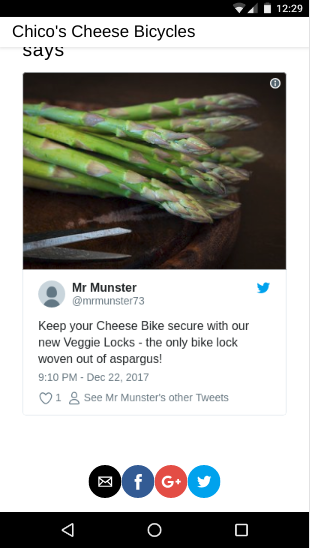 12:29
Chico's Cheese Bicycles
says
Mr Munster
@mrmunster73
Keep your Cheese Bike secure with our
new Veggie Locks - the only bike lock
woven out of aspargus!
9:10 PM - Dec 22, 2017
1 See Mr Munster's other Tweets
f G+